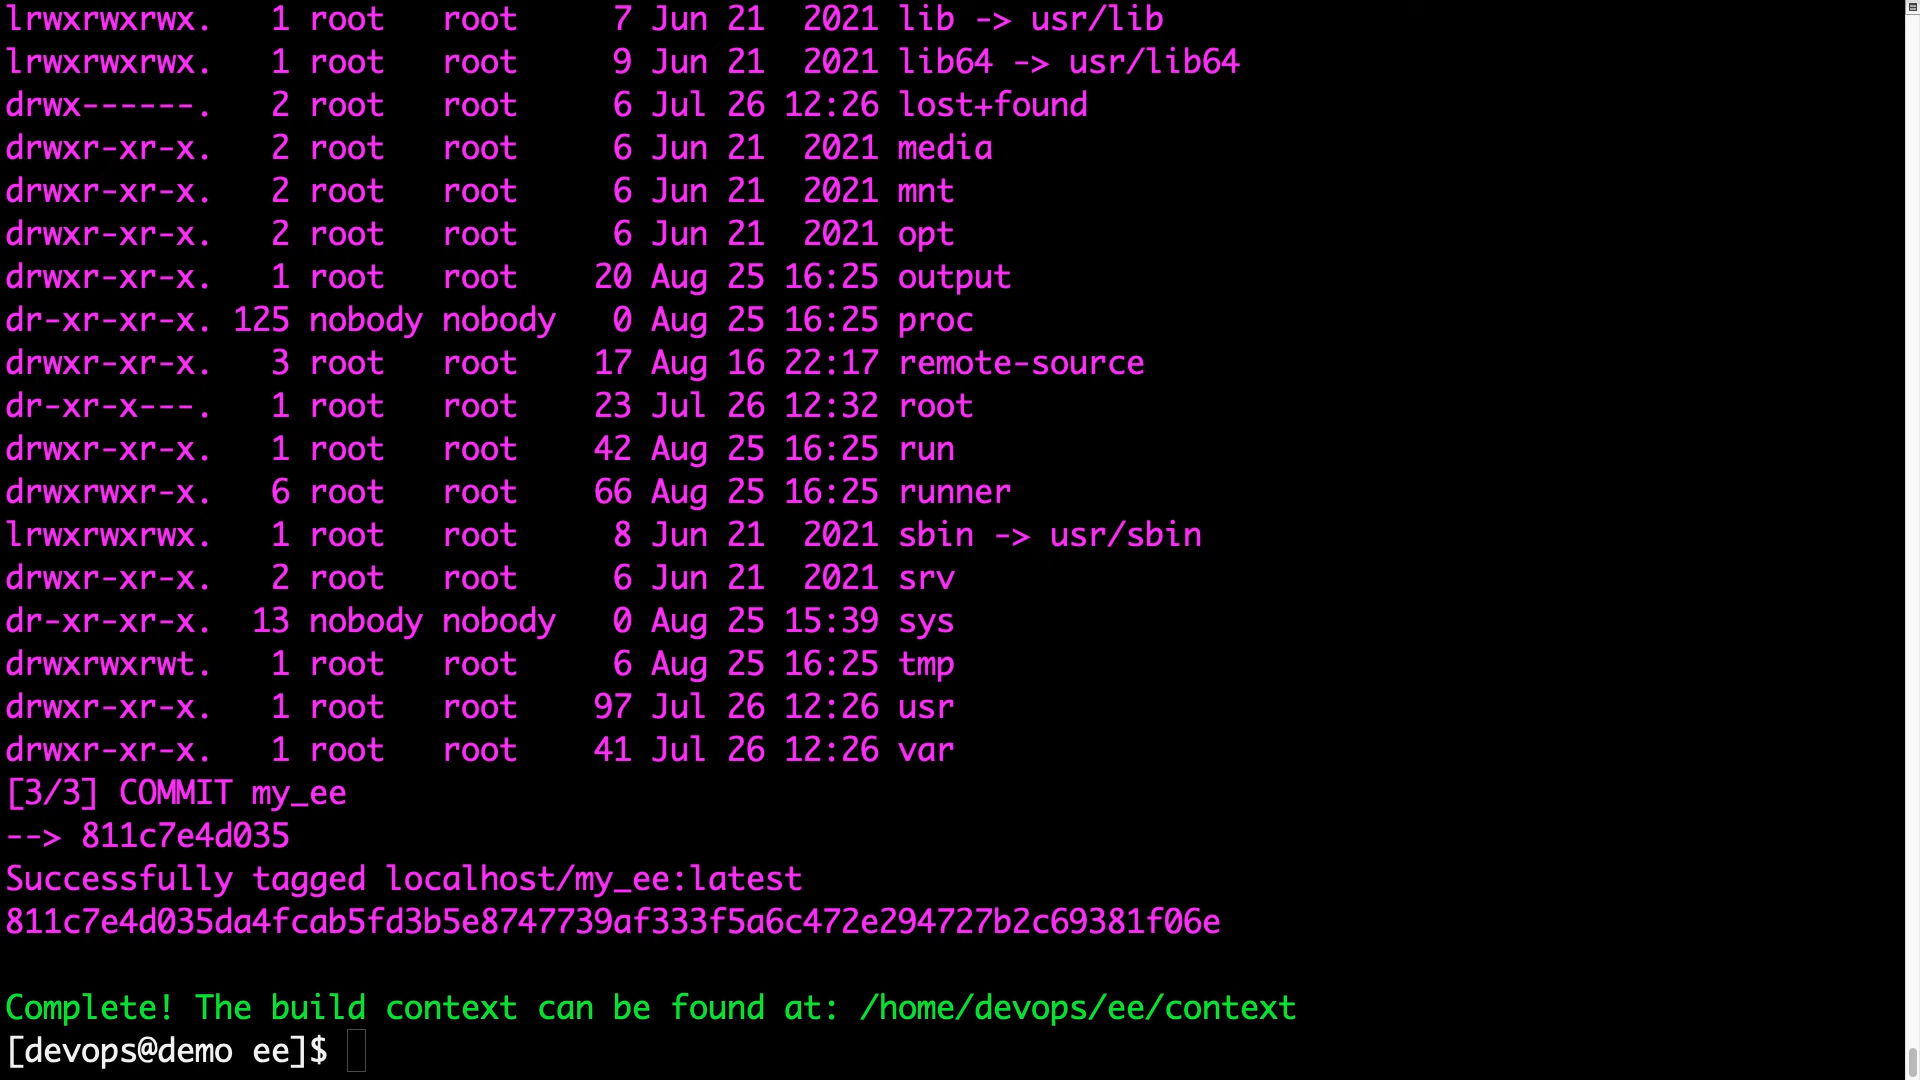 lrwxrwxrwx.   1 root   root     7 Jun 21  2021 lib -> usr/lib
lrwxrwxrwx.   1 root   root     9 Jun 21  2021 lib64 -> usr/lib64
drwx------.   2 root   root     6 Jul 26 12:26 lost+found
drwxr-xr-x.   2 root   root     6 Jun 21  2021 media
drwxr-xr-x.   2 root   root     6 Jun 21  2021 mnt
drwxr-xr-x.   2 root   root     6 Jun 21  2021 opt
drwxr-xr-x.   1 root   root    20 Aug 25 16:25 output
dr-xr-xr-x. 125 nobody nobody   0 Aug 25 16:25 proc
drwxr-xr-x.   3 root   root    17 Aug 16 22:17 remote-source
dr-xr-x---.   1 root   root    23 Jul 26 12:32 root
drwxr-xr-x.   1 root   root    42 Aug 25 16:25 run
drwxrwxr-x.   6 root   root    66 Aug 25 16:25 runner
lrwxrwxrwx.   1 root   root     8 Jun 21  2021 sbin -> usr/sbin
drwxr-xr-x.   2 root   root     6 Jun 21  2021 srv
dr-xr-xr-x.  13 nobody nobody   0 Aug 25 15:39 sys
drwxrwxrwt.   1 root   root     6 Aug 25 16:25 tmp
drwxr-xr-x.   1 root   root    97 Jul 26 12:26 usr
drwxr-xr-x.   1 root   root    41 Jul 26 12:26 var
[3/3] COMMIT my_ee
--> 811c7e4d035
Successfully tagged localhost/my_ee:latest
811c7e4d035da4fcab5fd3b5e8747739af333f5a6c472e294727b2c69381f06e

Complete! The build context can be found at: /home/devops/ee/context
[devops@demo ee]$